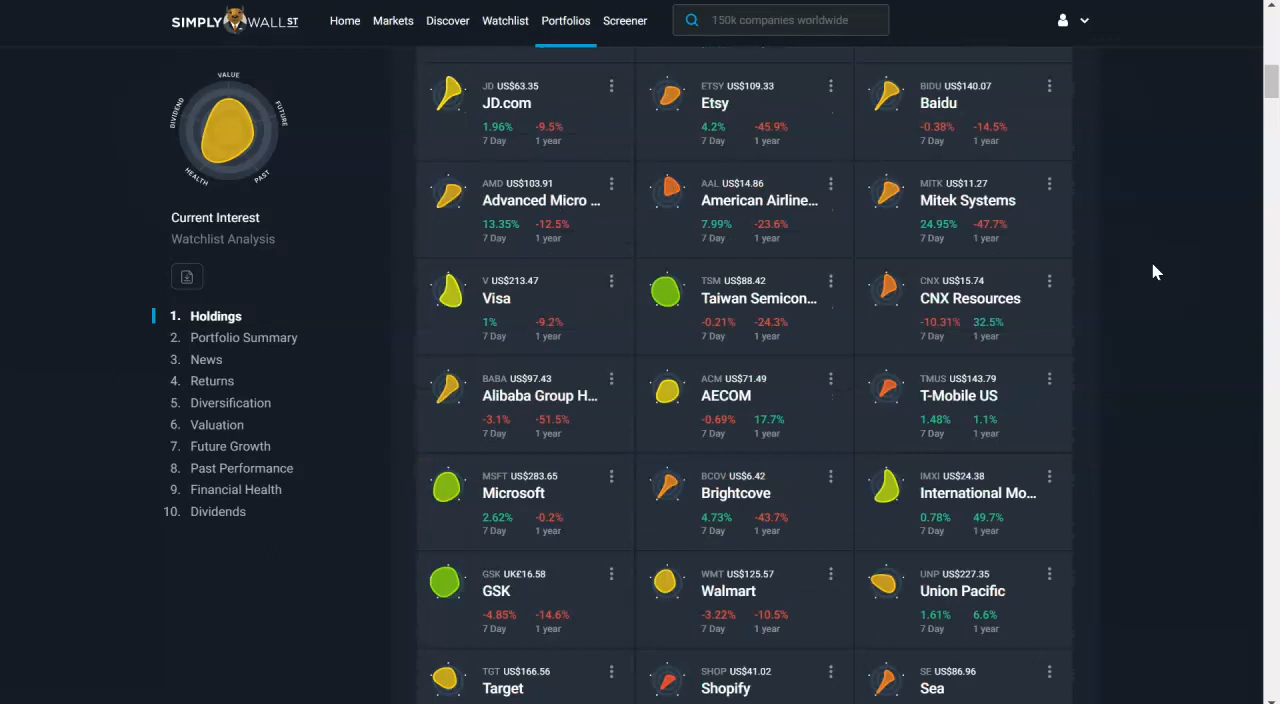 SIMPLY WALL ST
Home Markets Discover Watchlist Portfolios Screener
150k companies worldwide
VALUE
FUTURE
PAST
HEALTH
DIVIDEND
Current Interest
Watchlist Analysis
1. Holdings
2. Portfolio Summary
3. News
4. Returns
5. Diversification
6. Valuation
7. Future Growth
8. Past Performance
9. Financial Health
10. Dividends
JD US$63.35
JD.com
1.96% -9.5%
7 Day 1 year
ETSY US$109.33
Etsy
4.2% -45.9%
7 Day 1 year
BIDU US$140.07
Baidu
-0.38% -14.5%
7 Day 1 year
AMD US$103.91
Advanced Micro ...
13.35% -12.5%
7 Day 1 year
AAL US$14.86
American Airline...
7.99% -23.6%
7 Day 1 year
MITK US$11.27
Mitek Systems
24.95% -47.7%
7 Day 1 year
V US$213.47
Visa
1% -9.2%
7 Day 1 year
TSM US$88.42
Taiwan Semicon...
-0.21% -24.3%
7 Day 1 year
CNX US$15.74
CNX Resources
-10.31% 32.5%
7 Day 1 year
BABA US$97.43
Alibaba Group H...
-3.1% -51.5%
7 Day 1 year
ACM US$71.49
AECOM
-0.69% 17.7%
7 Day 1 year
TMUS US$143.79
T-Mobile US
1.48% 1.1%
7 Day 1 year
MSFT US$283.65
Microsoft
2.62% -0.2%
7 Day 1 year
BCOV US$6.42
Brightcove
4.73% -43.7%
7 Day 1 year
IMXI US$24.38
International Mo...
0.78% 49.7%
7 Day 1 year
GSK UK£16.58
GSK
-4.85% -14.6%
7 Day 1 year
WMT US$125.57
Walmart
-3.22% -10.5%
7 Day 1 year
UNP US$227.35
Union Pacific
1.61% 6.6%
7 Day 1 year
TGT US$166.56
Target
SHOP US$41.02
Shopify
SE US$86.96
Sea